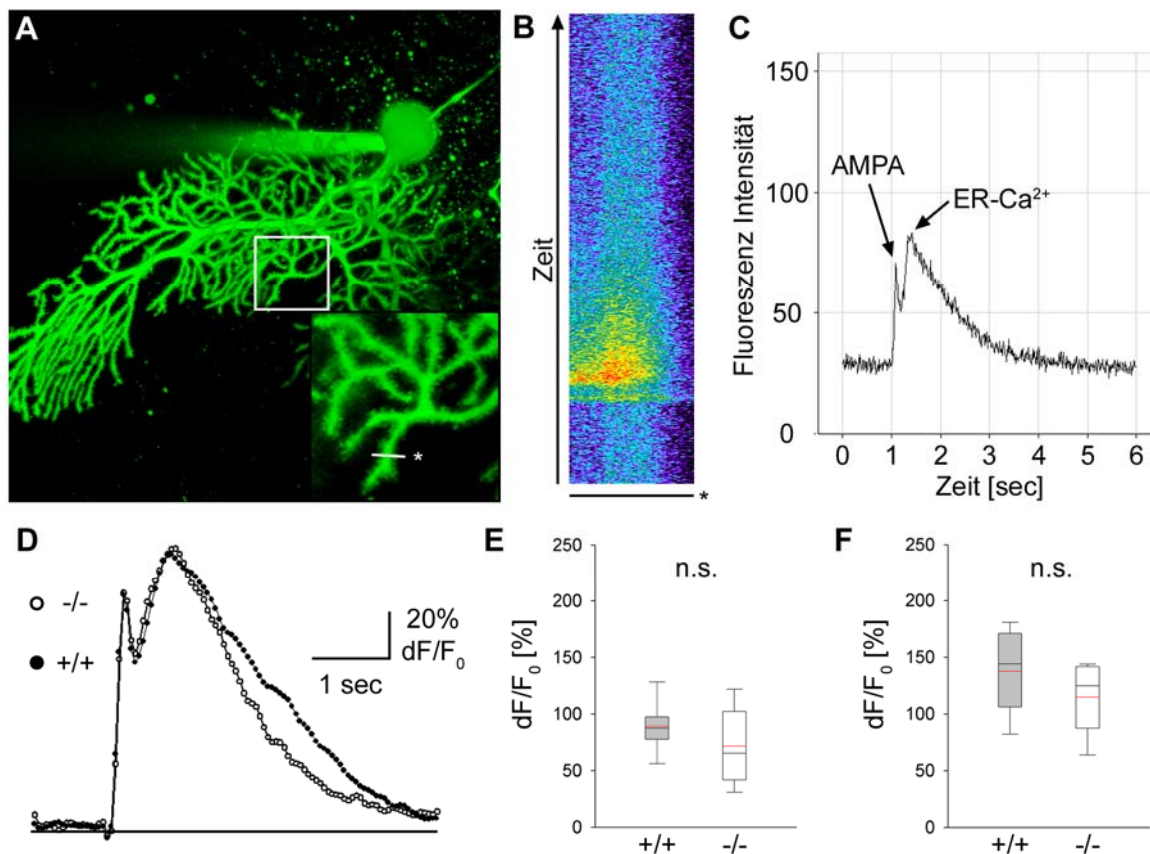 A
*
B
Zeit
*
C
Fluoreszenz Intensität
150
100
50
0
AMPA
ER-Ca²⁺
0 1 2 3 4 5 6
Zeit [sec]
D
-/-
+/+
20%
dF/F₀
1 sec
E
n.s.
dF/F₀ [%]
250
200
150
100
50
0
+/+ -/-
F
n.s.
dF/F₀ [%]
250
200
150
100
50
0
+/+ -/-